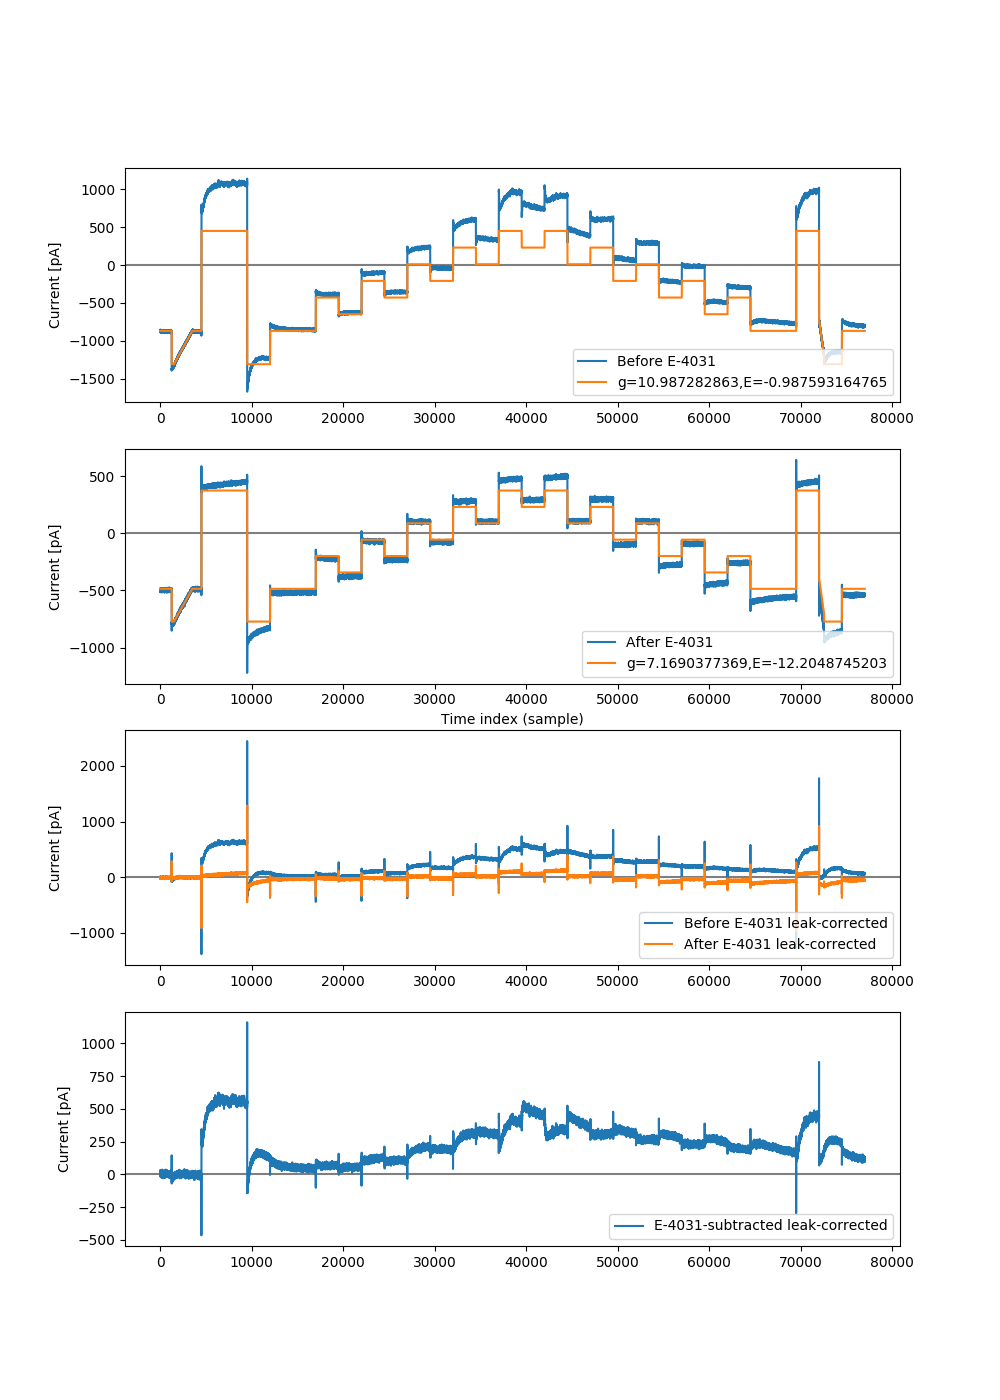 1000
500
0
−500
−1000
−1500
Current [pA]
Before E-4031
g=10.987282863,E=-0.987593164765
0 10000 20000 30000 40000 50000 60000 70000 80000
500
0
−500
−1000
Current [pA]
After E-4031
g=7.1690377369,E=-12.2048745203
0 10000 20000 30000 40000 50000 60000 70000 80000
Time index (sample)
2000
1000
0
−1000
Current [pA]
Before E-4031 leak-corrected
After E-4031 leak-corrected
0 10000 20000 30000 40000 50000 60000 70000 80000
1000
750
500
250
0
−250
−500
Current [pA]
E-4031-subtracted leak-corrected
0 10000 20000 30000 40000 50000 60000 70000 80000